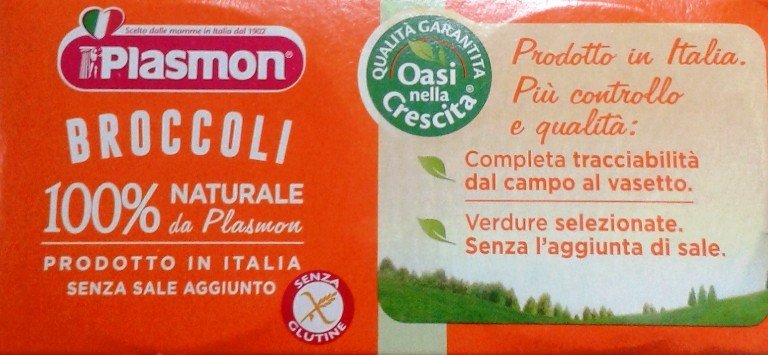 Scelto dalle mamme in Italia dal 1902
Plasmon®
BROCCOLI
100% NATURALE
da Plasmon
PRODOTTO IN ITALIA
SENZA SALE AGGIUNTO
SENZA
GLUTINE
QUALITÀ GARANTITA
Oasi
nella
Crescita®
Prodotto in Italia.
Più controllo
e qualità:
Completa tracciabilità
dal campo al vasetto.
Verdure selezionate.
Senza l'aggiunta di sale.